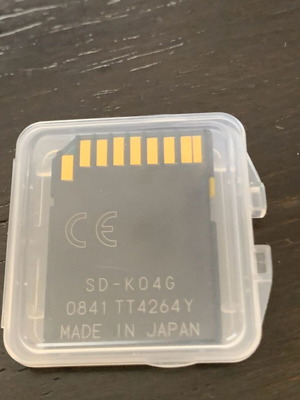 CE
SD-K04G
0841 TT4264Y
MADE IN JAPAN